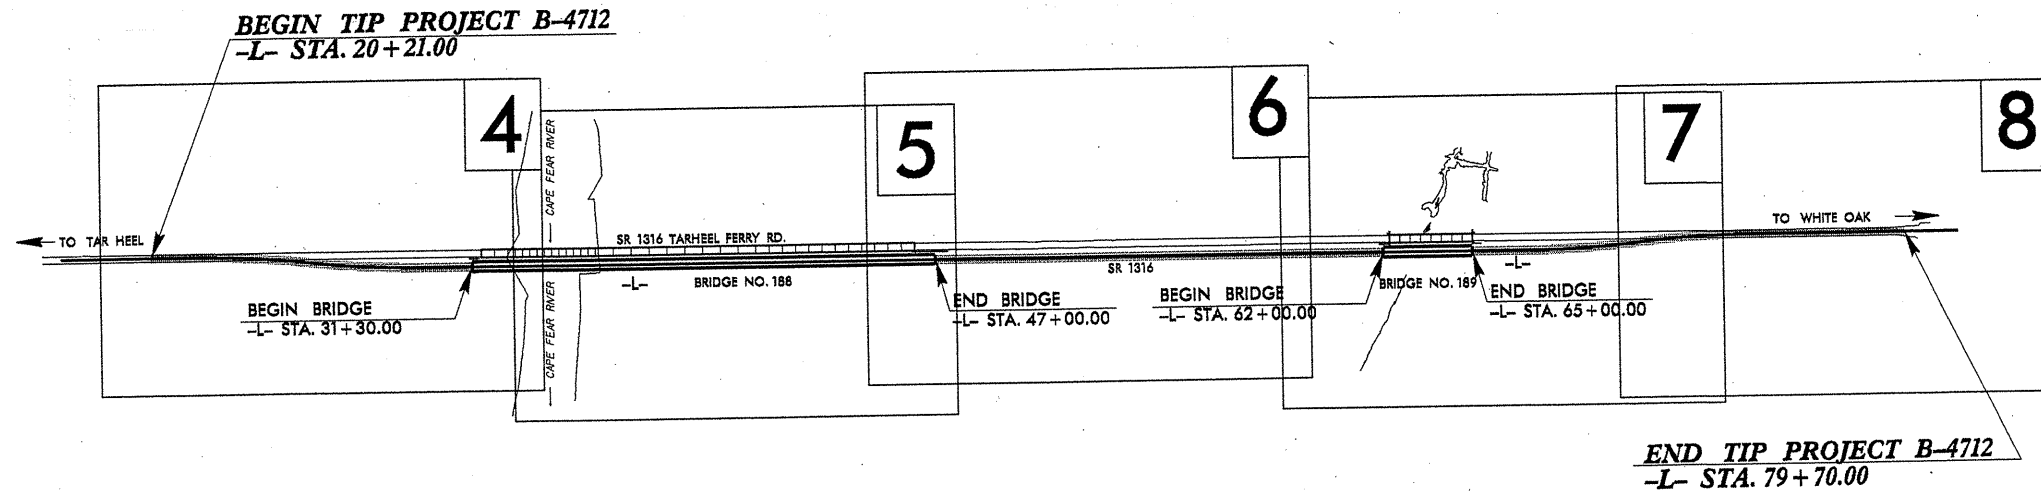 BEGIN TIP PROJECT B-4712
-L- STA. 20+21.00
4
5
6
7
8
CAPE FEAR RIVER
TO TAR HEEL
SR 1316 TARHEEL FERRY RD.
TO WHITE OAK
-L-
BRIDGE NO. 188
SR 1316
BRIDGE NO. 189
-L-
CAPE FEAR RIVER
BEGIN BRIDGE
-L- STA. 31+30.00
END BRIDGE
-L- STA. 47+00.00
BEGIN BRIDGE
-L- STA. 62+00.00
END BRIDGE
-L- STA. 65+00.00
END TIP PROJECT B-4712
-L- STA. 79+70.00